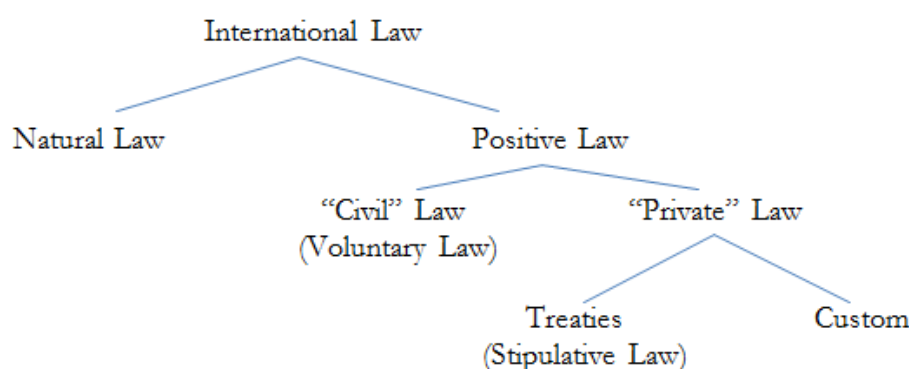 International Law
Natural Law
Positive Law
“Civil” Law
(Voluntary Law)
“Private” Law
Treaties
(Stipulative Law)
Custom